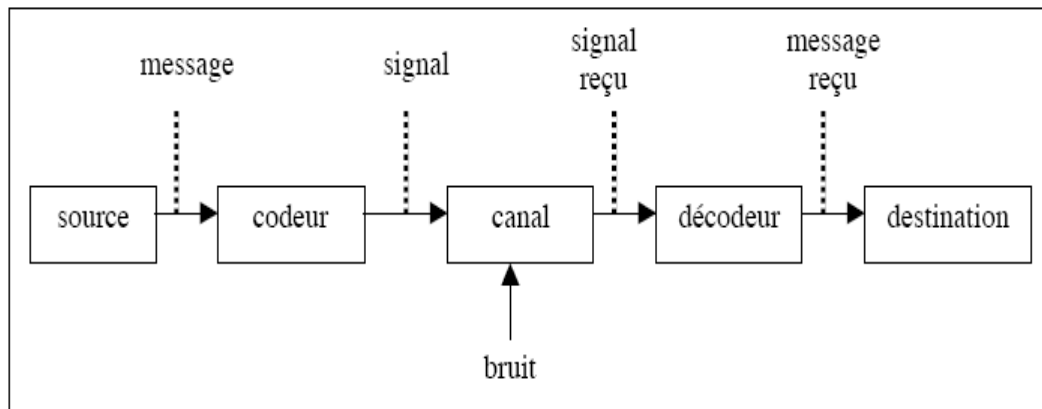 message
signal
signal
reçu
message
reçu
source
codeur
canal
décodeur
destination
bruit